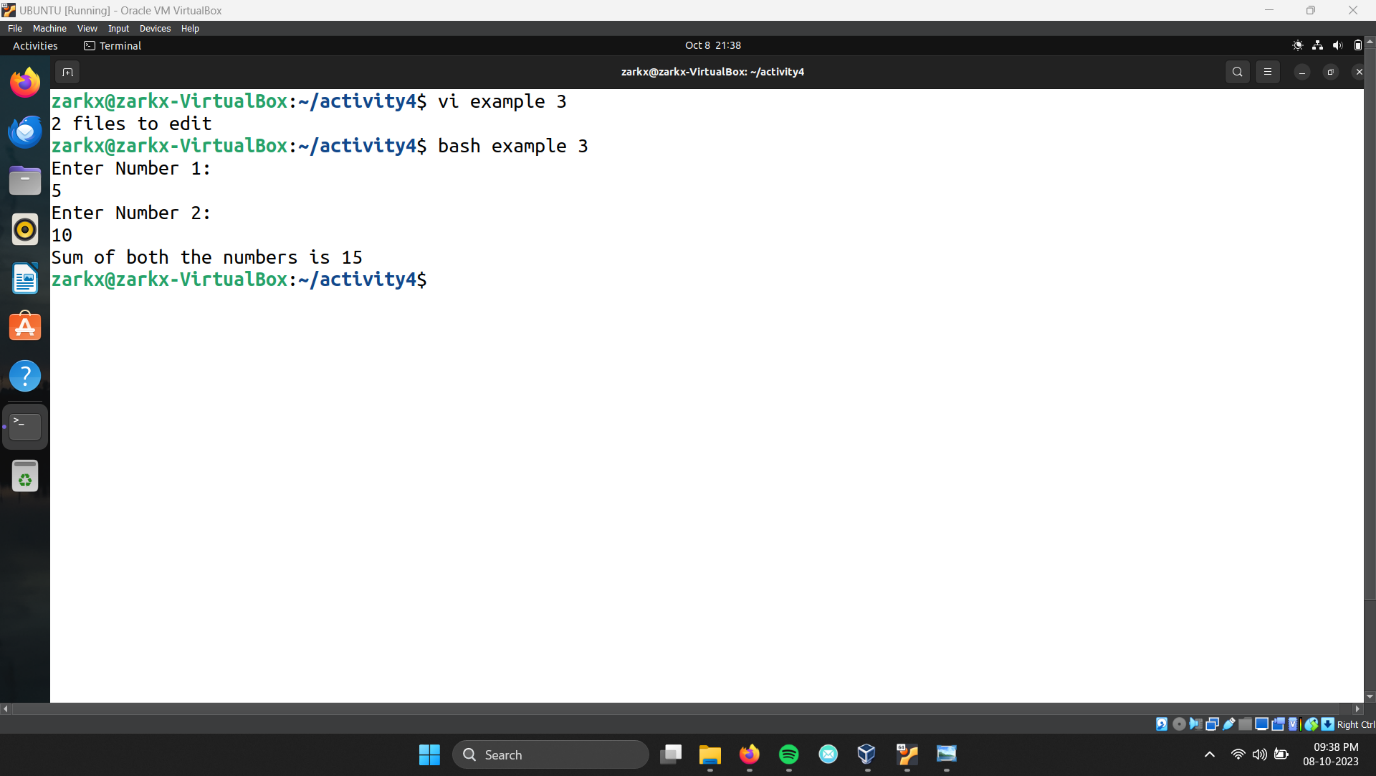 UBUNTU [Running] - Oracle VM VirtualBox
File Machine View Input Devices Help
Activities Terminal Oct 8 21:38
zarkx@zarkx-VirtualBox: ~/activity4
zarkx@zarkx-VirtualBox:~/activity4$ vi example 3
2 files to edit
zarkx@zarkx-VirtualBox:~/activity4$ bash example 3
Enter Number 1:
5
Enter Number 2:
10
Sum of both the numbers is 15
zarkx@zarkx-VirtualBox:~/activity4$
Right Ctrl
Search
09:38 PM
08-10-2023